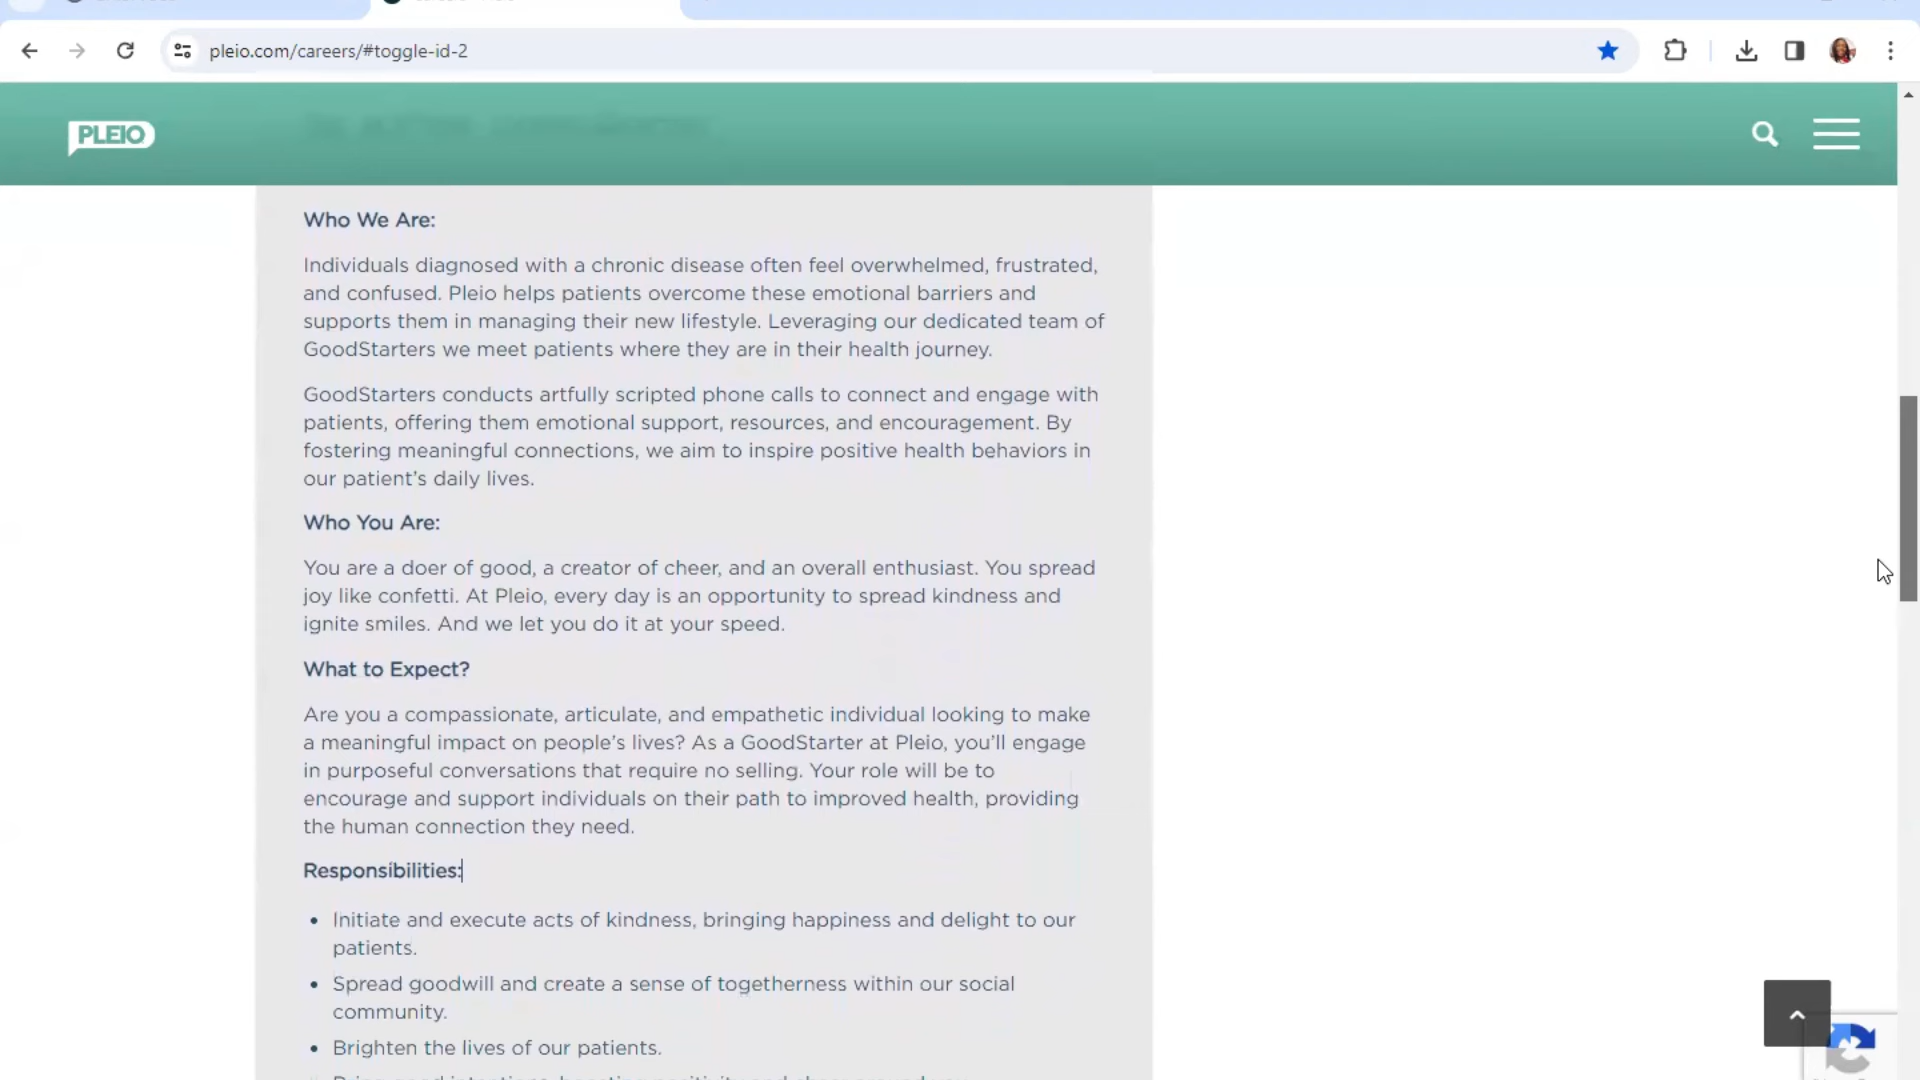 pleio.com/careers/#toggle-id-2
PLEIO
Who We Are:
Individuals diagnosed with a chronic disease often feel overwhelmed, frustrated,
and confused. Pleio helps patients overcome these emotional barriers and
supports them in managing their new lifestyle. Leveraging our dedicated team of
GoodStarters we meet patients where they are in their health journey.
GoodStarters conducts artfully scripted phone calls to connect and engage with
patients, offering them emotional support, resources, and encouragement. By
fostering meaningful connections, we aim to inspire positive health behaviors in
our patient’s daily lives.
Who You Are:
You are a doer of good, a creator of cheer, and an overall enthusiast. You spread
joy like confetti. At Pleio, every day is an opportunity to spread kindness and
ignite smiles. And we let you do it at your speed.
What to Expect?
Are you a compassionate, articulate, and empathetic individual looking to make
a meaningful impact on people’s lives? As a GoodStarter at Pleio, you’ll engage
in purposeful conversations that require no selling. Your role will be to
encourage and support individuals on their path to improved health, providing
the human connection they need.
Responsibilities:
• Initiate and execute acts of kindness, bringing happiness and delight to our
patients.
• Spread goodwill and create a sense of togetherness within our social
community.
• Brighten the lives of our patients.